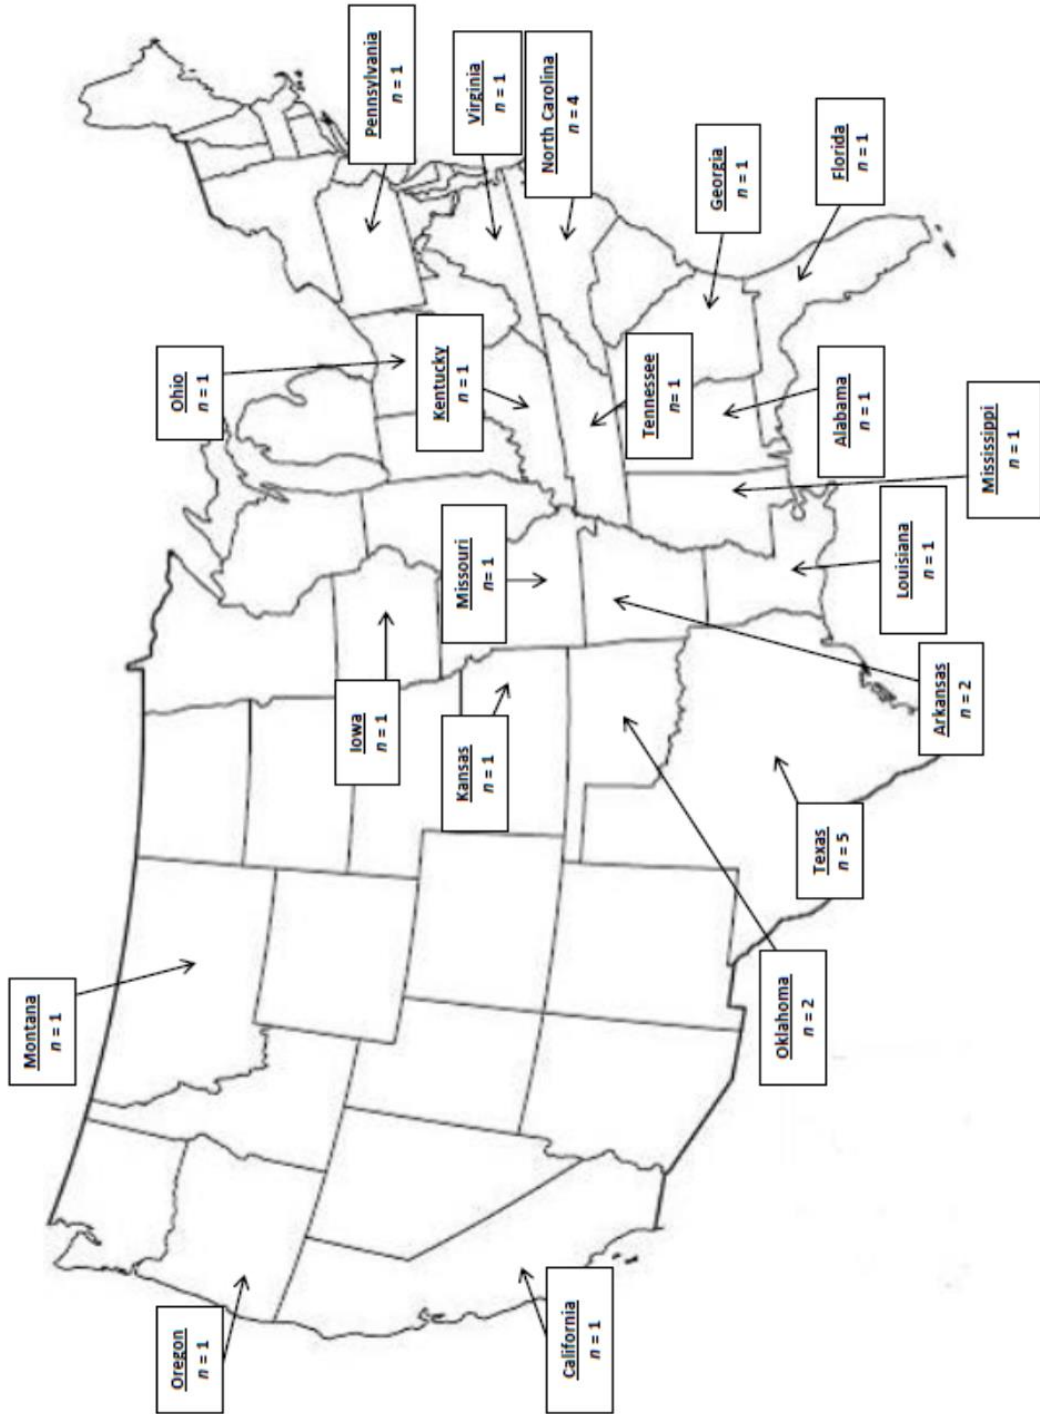 Montana
n = 1
Oregon
n = 1
California
n = 1
Oklahoma
n = 2
Texas
n = 5
Kansas
n = 1
Iowa
n = 1
Missouri
n= 1
Arkansas
n = 2
Louisiana
n = 1
Mississippi
n = 1
Alabama
n = 1
Tennessee
n= 1
Kentucky
n = 1
Ohio
n = 1
Georgia
n = 1
Florida
n = 1
North Carolina
n = 4
Virginia
n = 1
Pennsylvania
n = 1